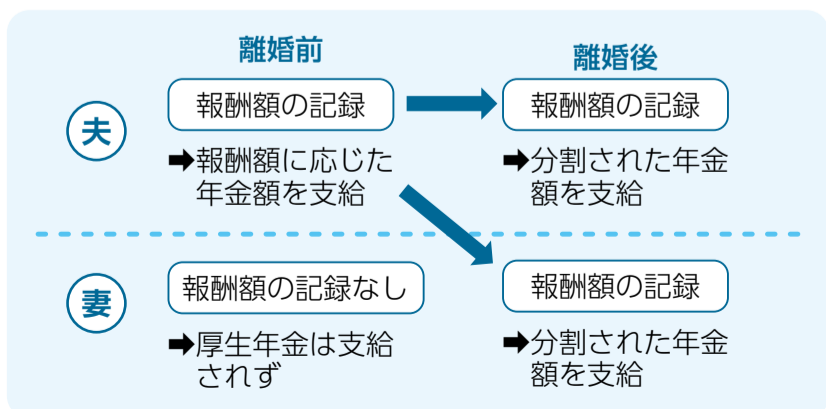 離婚前
離婚後
夫
報酬額の記録
報酬額の記録
➡報酬額に応じた
年金額を支給
➡分割された年金
額を支給
妻
報酬額の記録なし
報酬額の記録
➡厚生年金は支給
されず
➡分割された年金
額を支給